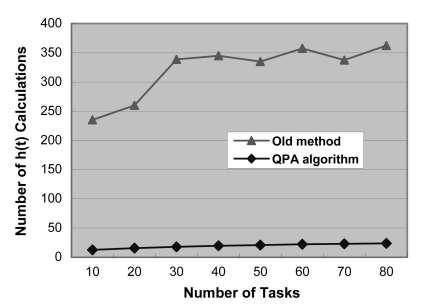 400
350
300
250
200
150
100
50
0
Number of h(t) Calculations
Old method
QPA algorithm
10 20 30 40 50 60 70 80
Number of Tasks